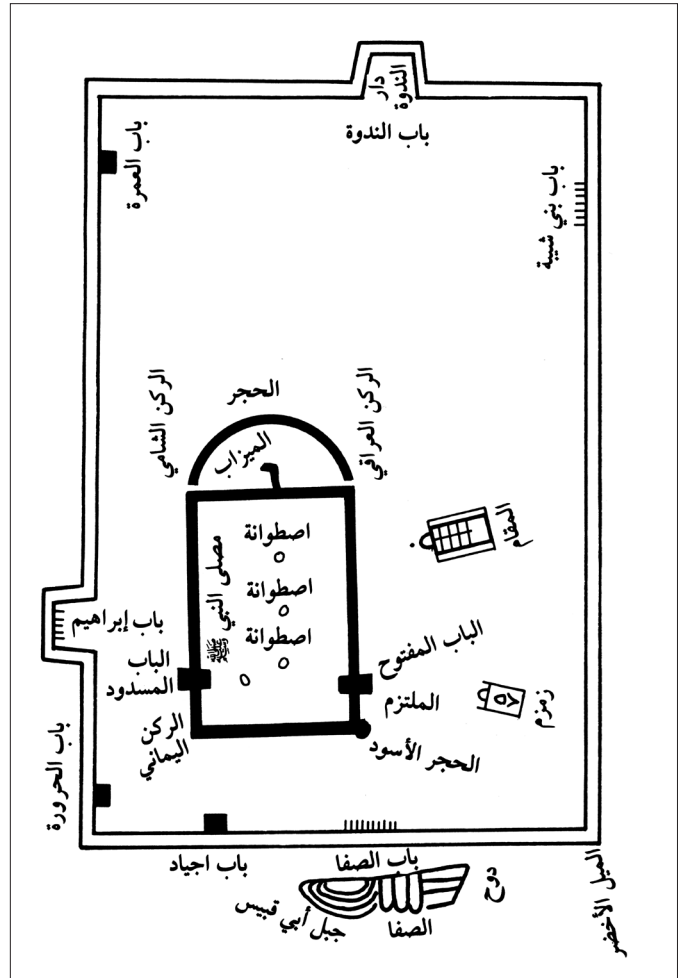 دار
الندوة
باب الندوة
باب العمرة
باب بني شيبة
الركن الشامي
الحجر
الركن العراقي
الميزاب
المقام
اصطوانة
اصطوانة
اصطوانة
مصلى النبي ﷺ
باب إبراهيم
الباب
المسدود
الباب المفتوح
الملتزم
زمزم
الركن
اليماني
الحجر الأسود
باب الحرورة
باب اجياد
باب الصفا
دوح
الصفا
جبل أبي قبيس
الميل الأخضر